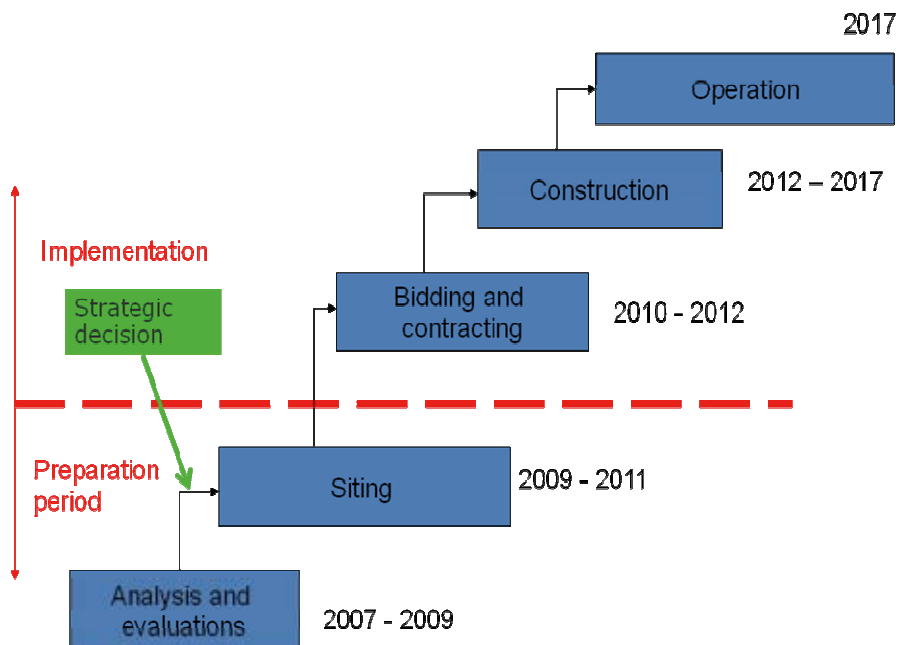 2017
Operation
Construction
2012 – 2017
Implementation
Strategic
decision
Bidding and
contracting
2010 - 2012
Preparation
period
Siting
2009 - 2011
Analysis and
evaluations
2007 - 2009